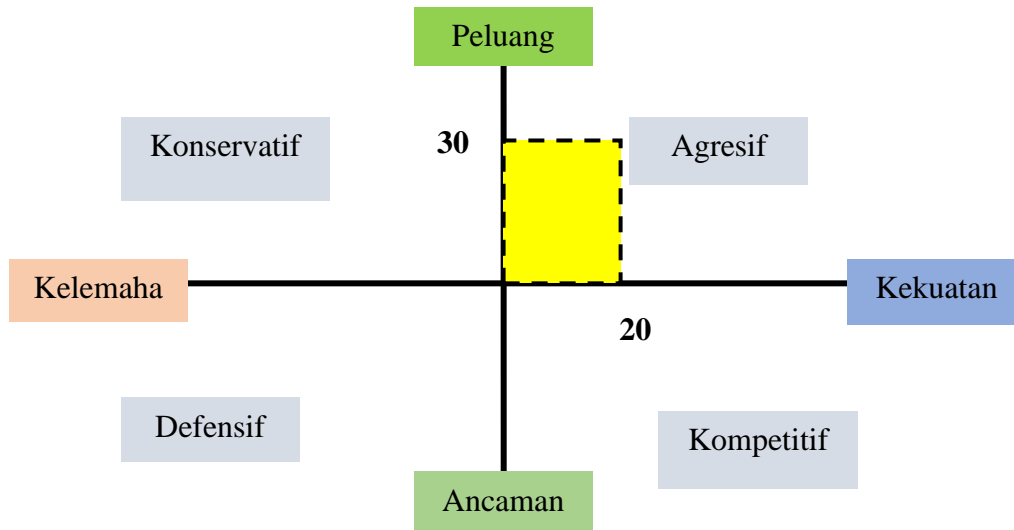 Peluang
Konservatif
30
Agresif
Kelemaha
Kekuatan
20
Defensif
Kompetitif
Ancaman